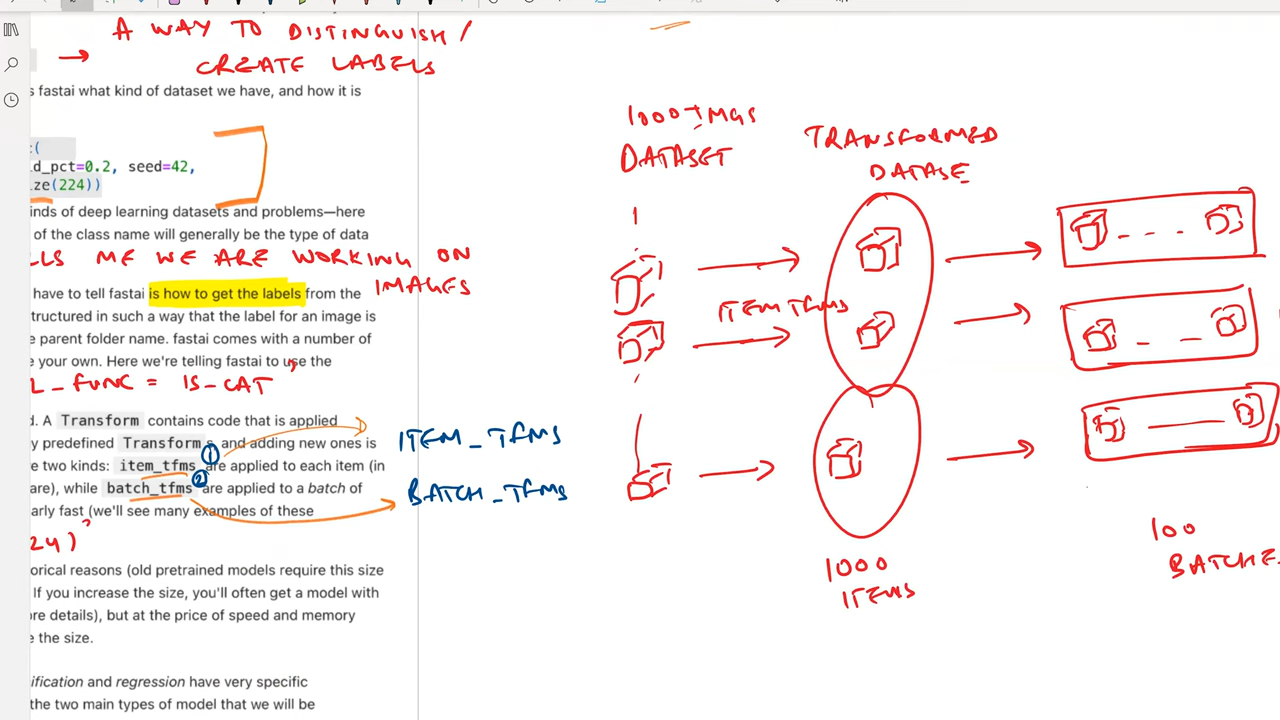 A WAY TO DISTINGUISH /
CREATE LABELS
s fastai what kind of dataset we have, and how it is
:(
d_pct=0.2, seed=42,
ize(224))
inds of deep learning datasets and problems—here
of the class name will generally be the type of data
LLS ME WE ARE WORKING ON
IMAGES
have to tell fastai is how to get the labels from the
tructured in such a way that the label for an image is
e parent folder name. fastai comes with a number of
e your own. Here we're telling fastai to use the
L_FUNC = IS_CAT
d. A Transform contains code that is applied
y predefined Transform s, and adding new ones is
e two kinds: item_tfms are applied to each item (in
are), while batch_tfms are applied to a batch of
arly fast (we'll see many examples of these
1
2
ITEM_TFMS
BATCH_TFMS
24)
orical reasons (old pretrained models require this size
If you increase the size, you'll often get a model with
re details), but at the price of speed and memory
e the size.
ification and regression have very specific
the two main types of model that we will be
1000 IMGS
DATASET
TRANSFORMED
DATASE
ITEM TFMS
1000
ITEMS
100
BATCHE